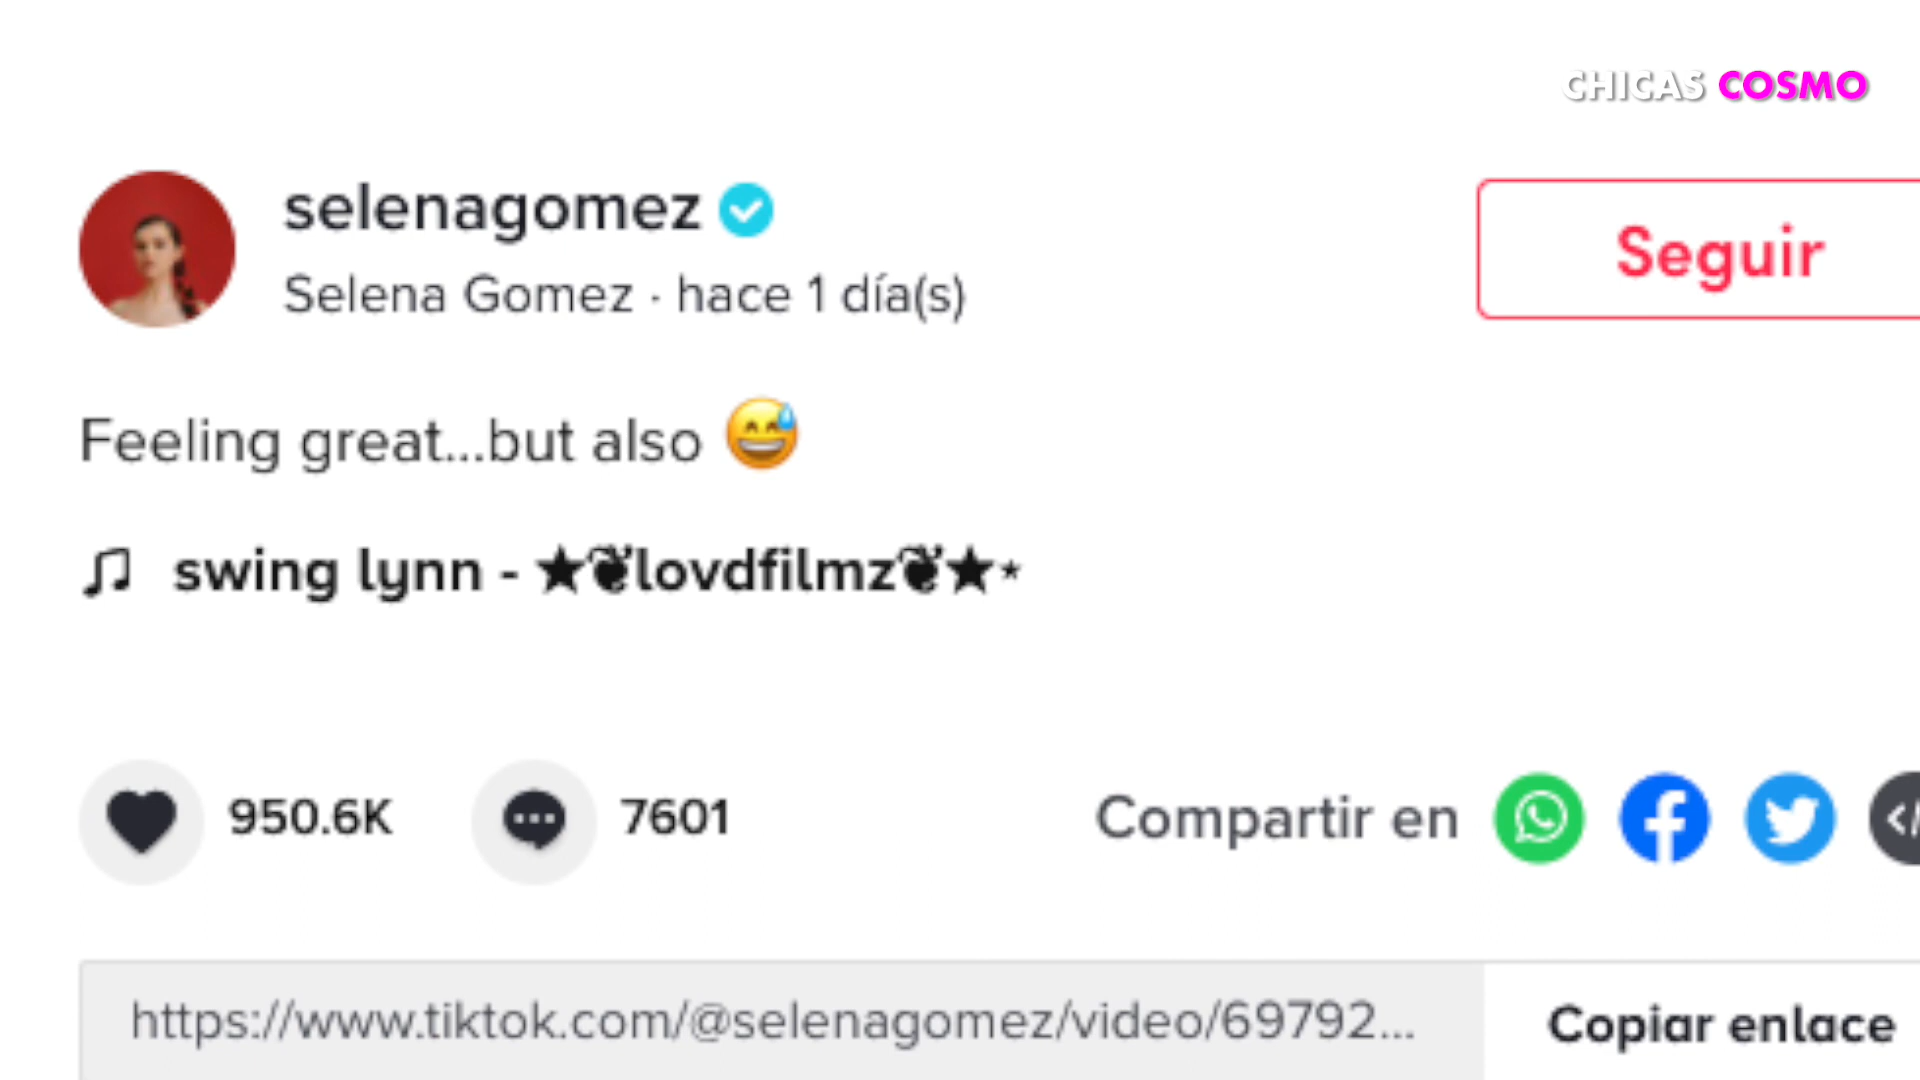 CHICAS COSMO
selenagomez
Selena Gomez · hace 1 día(s)
Seguir
Feeling great...but also 😅
swing lynn - ★❦lovdfilmz❦★⋆
950.6K
7601
Compartir en
</
https://www.tiktok.com/@selenagomez/video/69792...
Copiar enlace